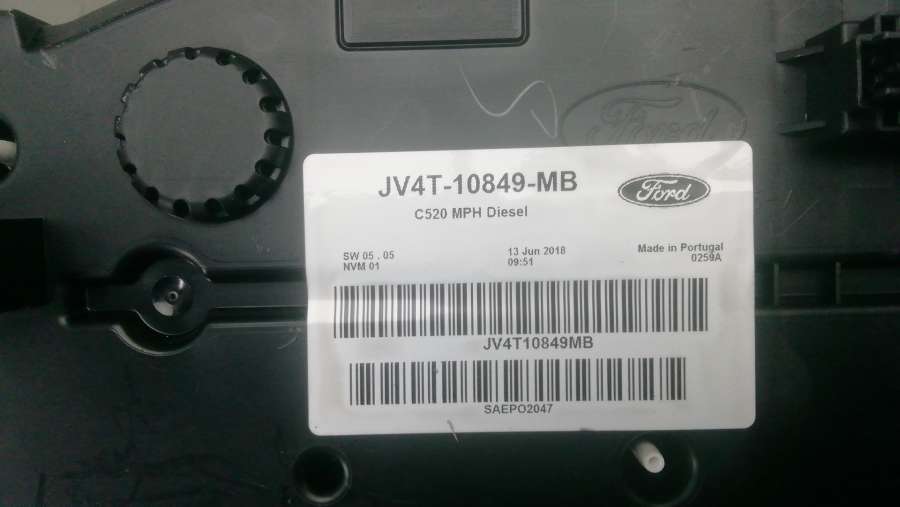 Ford
JV4T-10849-MB
Ford
C520 MPH Diesel
SW 05 . 05
NVM 01
13 Jun 2018
09:51
Made in Portugal
0259A
JV4T10849MB
SAEPO2047